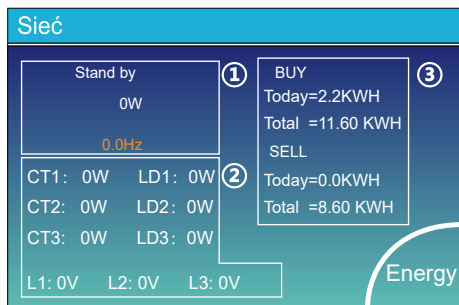 Sieć
Stand by
0W
0.0Hz
①
CT1: 0W LD1: 0W
CT2: 0W LD2: 0W
CT3: 0W LD3: 0W
L1: 0V L2: 0V L3: 0V
②
BUY
Today=2.2KWH
Total =11.60 KWH
SELL
Today=0.0KWH
Total =8.60 KWH
③
Energy